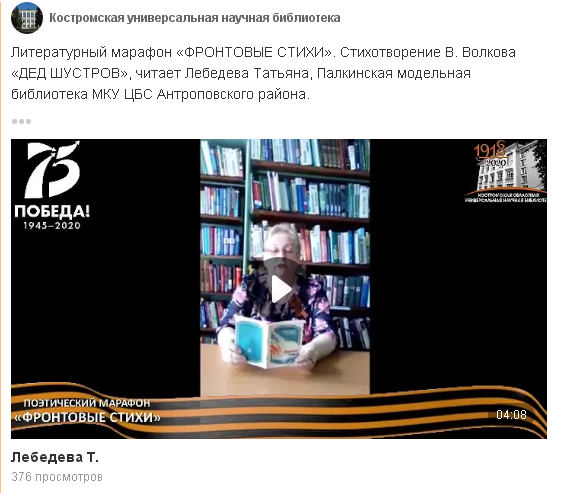 Костромская универсальная научная библиотека
Литературный марафон «ФРОНТОВЫЕ СТИХИ». Стихотворение В. Волкова
«ДЕД ШУСТРОВ», читает Лебедева Татьяна, Палкинская модельная
библиотека МКУ ЦБС Антроповского района.
75
ПОБЕДА!
1945–2020
1918
2020
КОСТРОМСКАЯ ОБЛАСТНАЯ
УНИВЕРСАЛЬНАЯ НАУЧНАЯ БИБЛИОТЕКА
ПОЭТИЧЕСКИЙ МАРАФОН
«ФРОНТОВЫЕ СТИХИ»
04:08
Лебедева Т.
376 просмотров